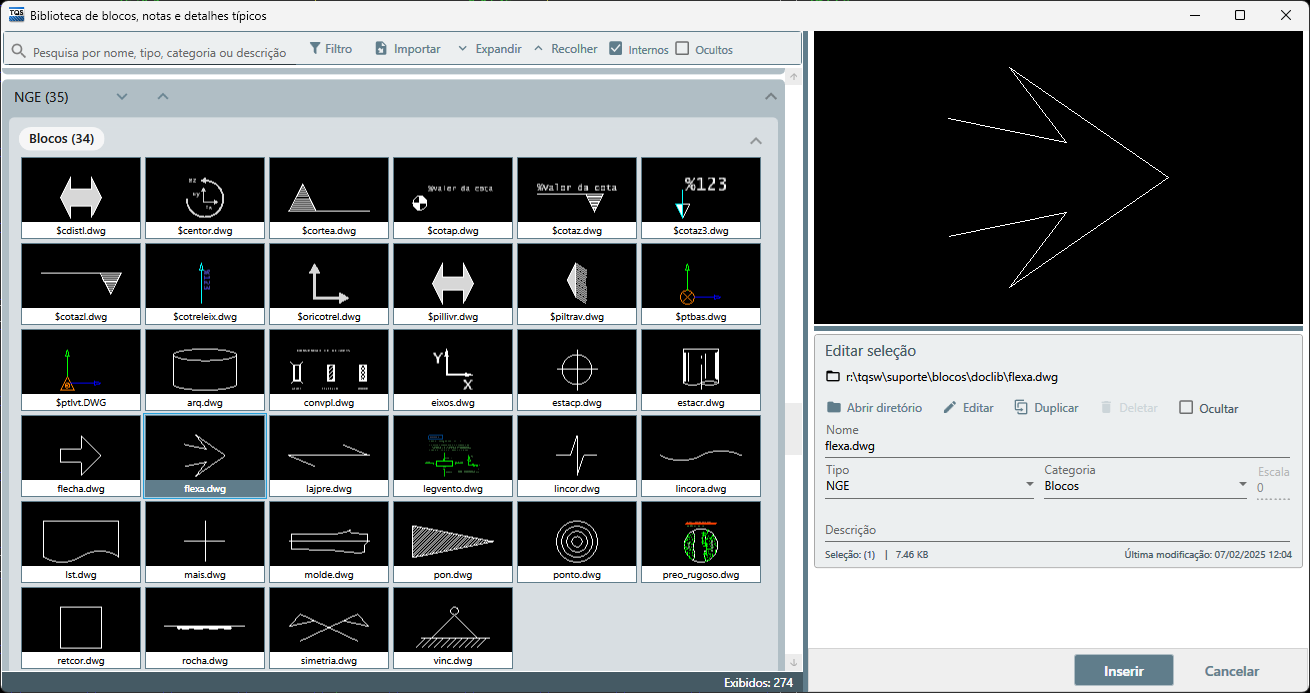 TQS Biblioteca de blocos, notas e detalhes típicos
Pesquisa por nome, tipo, categoria ou descrição Filtro Importar Expandir Recolher Internos Ocultos
NGE (35)
Blocos (34)
%Valor da cota %Valor da cota %123
$cdistl.dwg $centor.dwg $cortea.dwg $cotap.dwg $cotaz.dwg $cotaz3.dwg
%123
$cotazl.dwg $cotreleix.dwg $oricotrel.dwg $pillivr.dwg $piltrav.dwg $ptbas.dwg
Y
X
$ptlvt.DWG arq.dwg convpl.dwg eixos.dwg estacp.dwg estacr.dwg
flecha.dwg flexa.dwg lajpre.dwg legvento.dwg lincor.dwg lincora.dwg
lst.dwg mais.dwg molde.dwg pon.dwg ponto.dwg preo_rugoso.dwg
retcor.dwg rocha.dwg simetria.dwg vinc.dwg
Exibidos: 274
Editar seleção
r:\tqsw\suporte\blocos\doclib\flexa.dwg
Abrir diretório Editar Duplicar Deletar Ocultar
Nome
flexa.dwg
Tipo Categoria Escala
NGE Blocos 0
Descrição
Seleção: (1) | 7.46 KB Última modificação: 07/02/2025 12:04
Inserir Cancelar